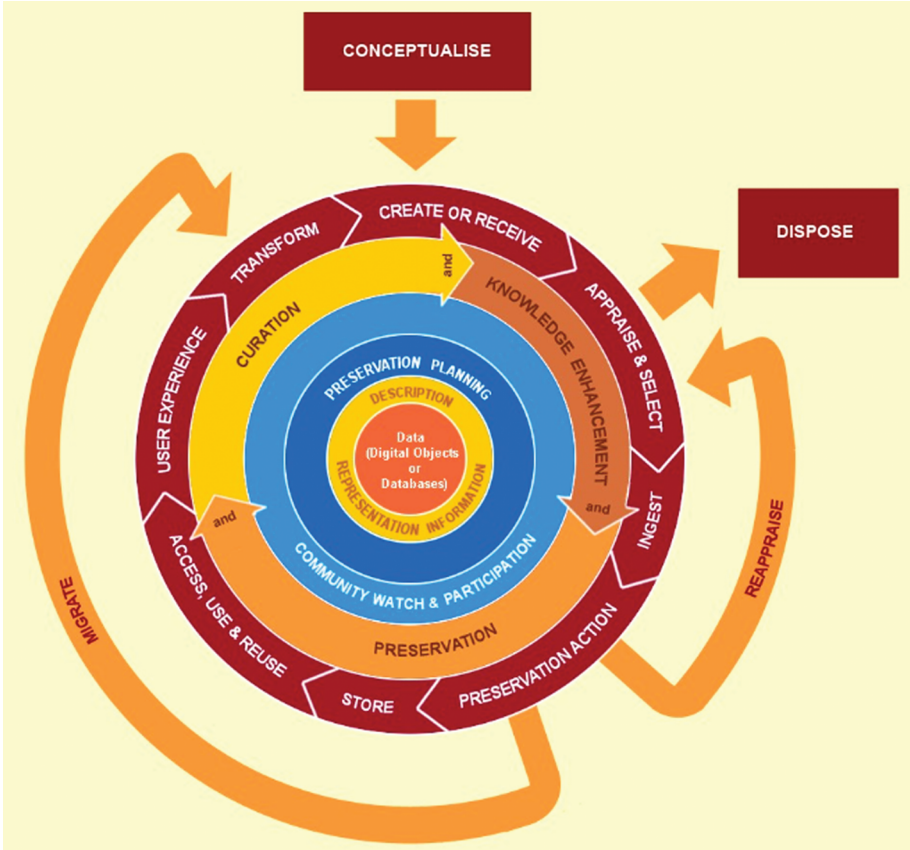 CONCEPTUALISE
DISPOSE
CREATE OR RECEIVE
APPRAISE & SELECT
INGEST
PRESERVATION ACTION
STORE
ACCESS, USE & REUSE
USER EXPERIENCE
TRANSFORM
CURATION
and
KNOWLEDGE ENHANCEMENT
and
PRESERVATION
and
COMMUNITY WATCH & PARTICIPATION
PRESERVATION PLANNING
DESCRIPTION
REPRESENTATION INFORMATION
Data
(Digital Objects
or
Databases)
MIGRATE
REAPPRAISE